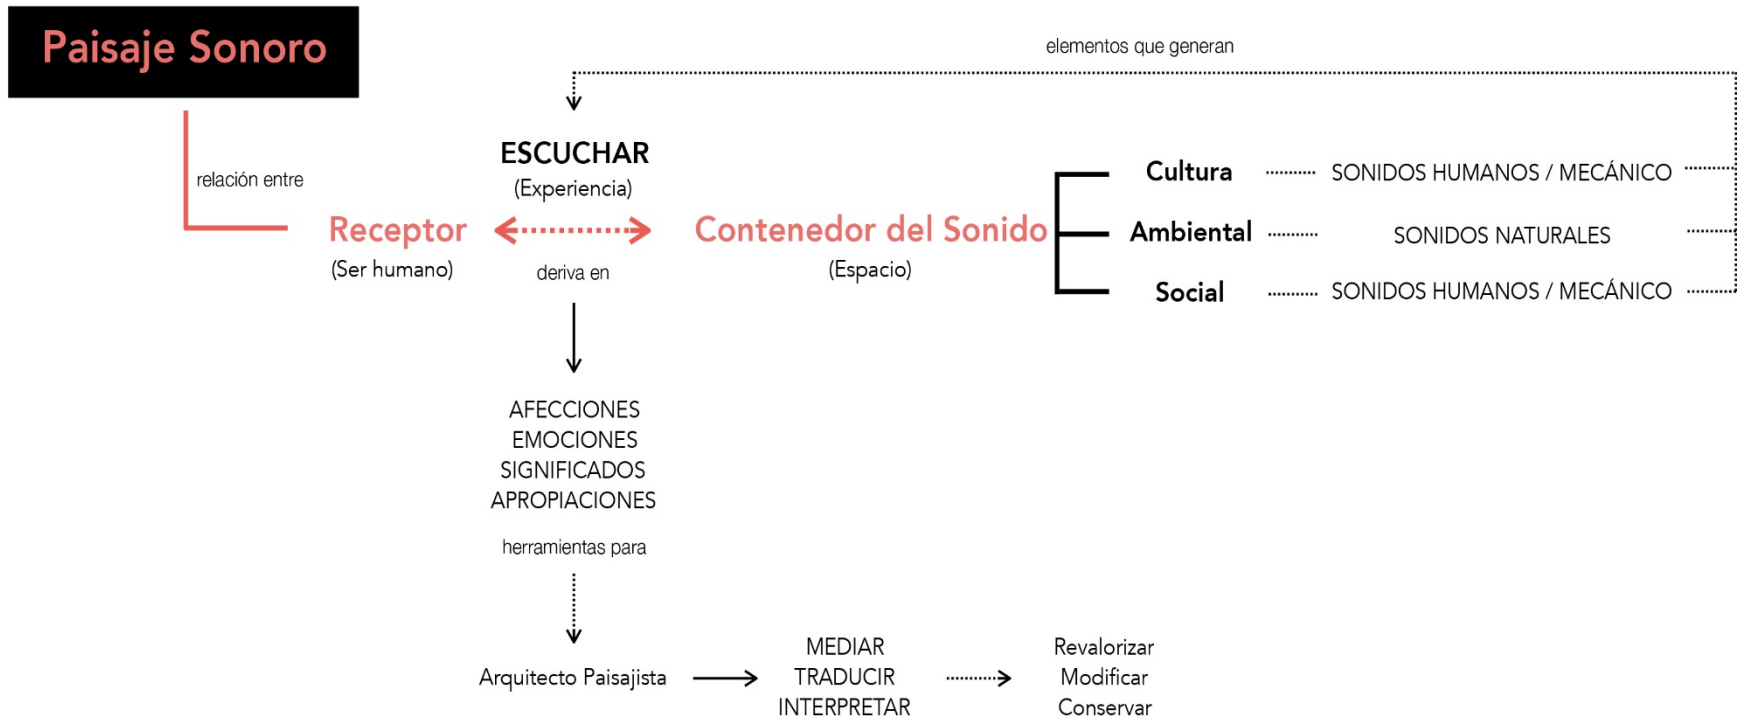 Paisaje Sonoro
elementos que generan
relación entre
ESCUCHAR
(Experiencia)
Receptor
(Ser humano)
deriva en
Contenedor del Sonido
(Espacio)
Cultura
SONIDOS HUMANOS / MECÁNICO
Ambiental
SONIDOS NATURALES
Social
SONIDOS HUMANOS / MECÁNICO
AFECCIONES
EMOCIONES
SIGNIFICADOS
APROPIACIONES
herramientas para
Arquitecto Paisajista
MEDIAR
TRADUCIR
INTERPRETAR
Revalorizar
Modificar
Conservar